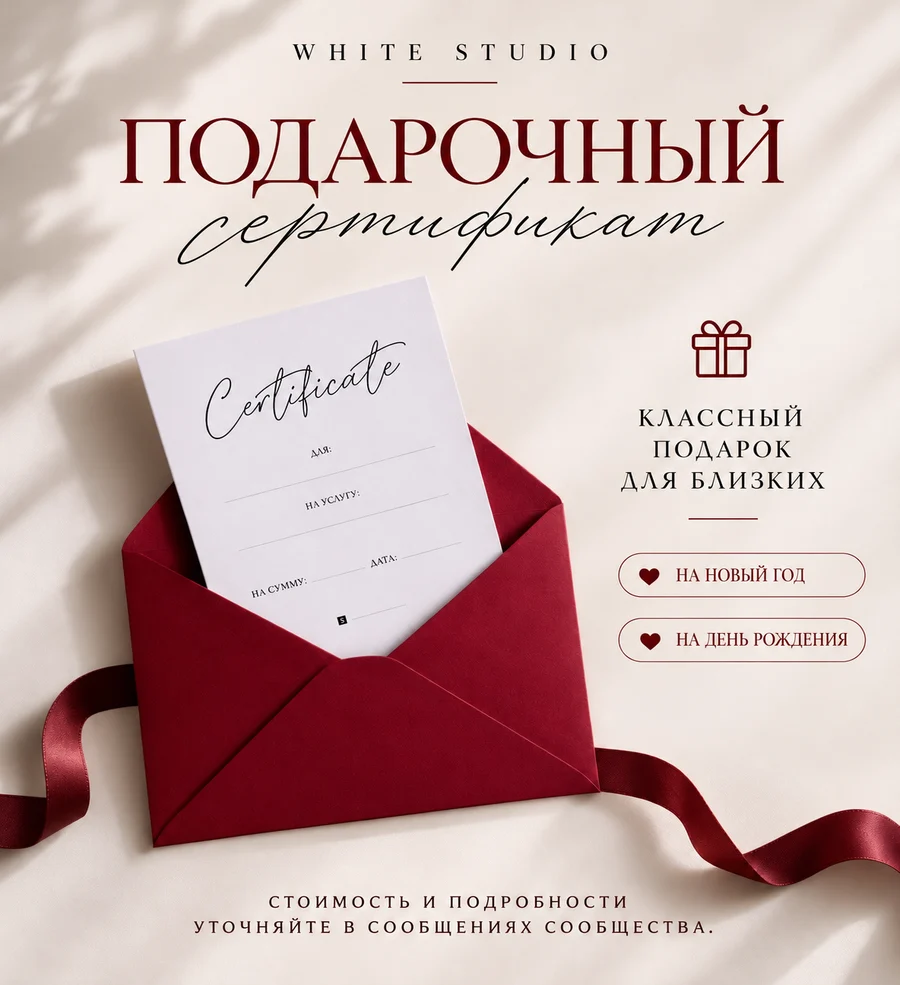 WHITE STUDIO
ПОДАРОЧНЫЙ
сертификат
Certificate
ДЛЯ:
НА УСЛУГУ:
НА СУММУ: ДАТА:
S
КЛАССНЫЙ
ПОДАРОК
ДЛЯ БЛИЗКИХ
НА НОВЫЙ ГОД
НА ДЕНЬ РОЖДЕНИЯ
СТОИМОСТЬ И ПОДРОБНОСТИ
УТОЧНЯЙТЕ В СООБЩЕНИЯХ СООБЩЕСТВА.